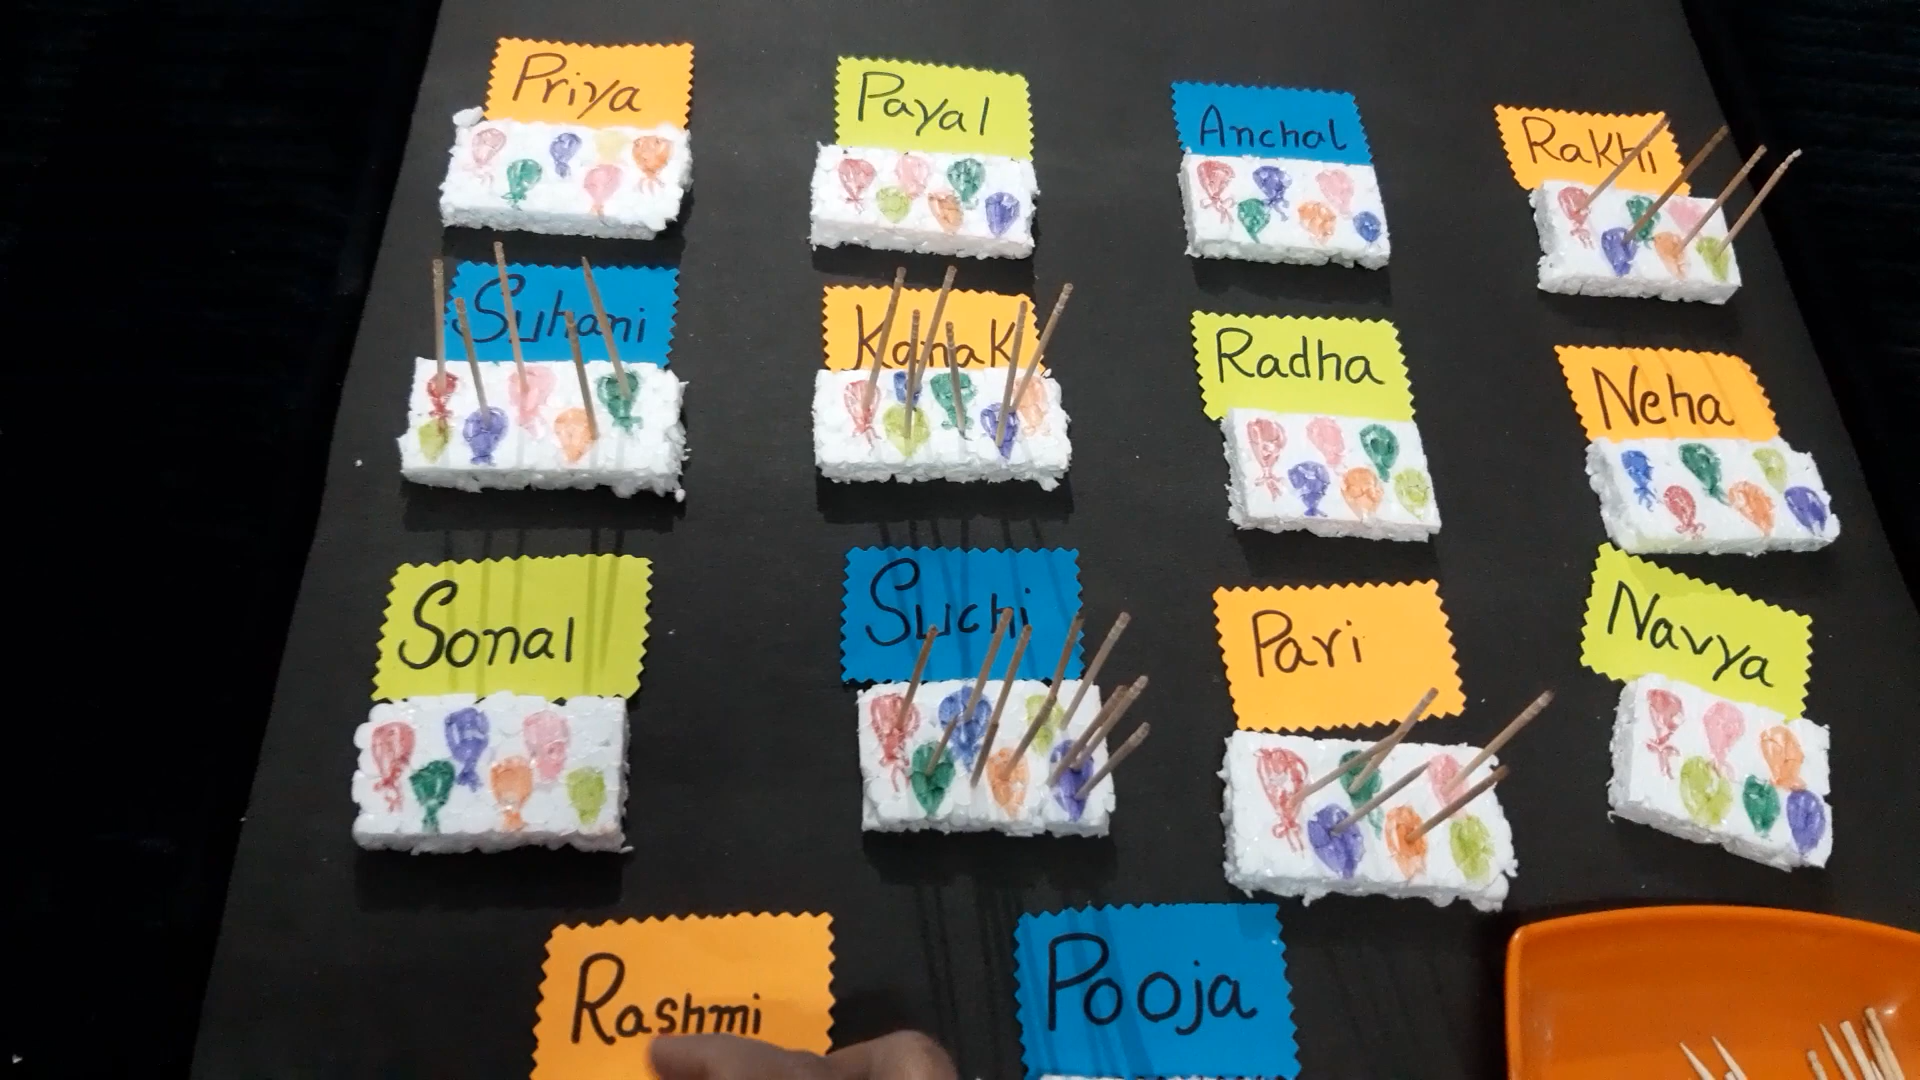 Priya
Payal
Anchal
Rakhi
Suhani
Kanak
Radha
Neha
Sonal
Suchi
Pari
Navya
Rashmi
Pooja